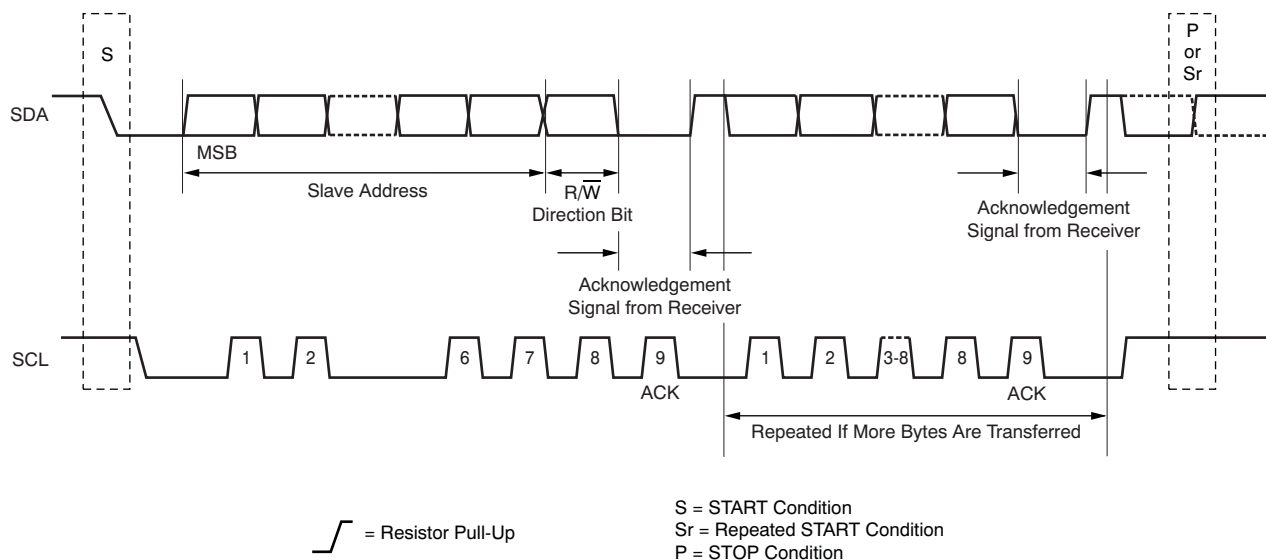 S
P
or
Sr
SDA
MSB
Slave Address
R/W̅
Direction Bit
Acknowledgement
Signal from Receiver
Acknowledgement
Signal from Receiver
SCL
1 2 6 7 8 9 1 2 3-8 8 9
ACK ACK
Repeated If More Bytes Are Transferred
= Resistor Pull-Up
S = START Condition
Sr = Repeated START Condition
P = STOP Condition